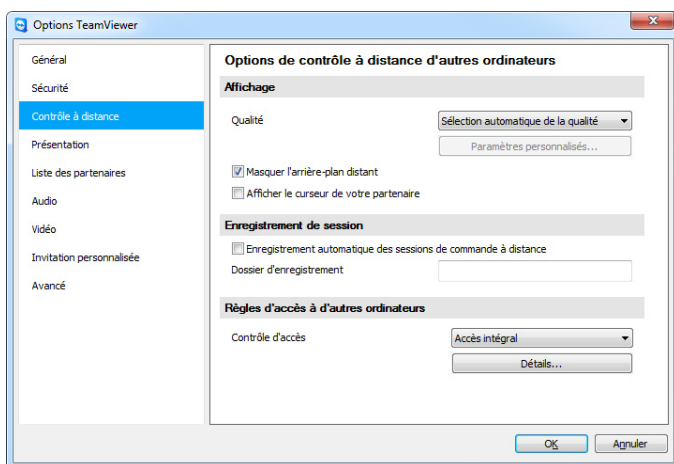 Options TeamViewer
Général
Sécurité
Contrôle à distance
Présentation
Liste des partenaires
Audio
Vidéo
Invitation personnalisée
Avancé
Options de contrôle à distance d'autres ordinateurs
Affichage
Qualité
Sélection automatique de la qualité
Paramètres personnalisés...
Masquer l'arrière-plan distant
Afficher le curseur de votre partenaire
Enregistrement de session
Enregistrement automatique des sessions de commande à distance
Dossier d'enregistrement
Règles d'accès à d'autres ordinateurs
Contrôle d'accès
Accès intégral
Détails...
OK
Annuler